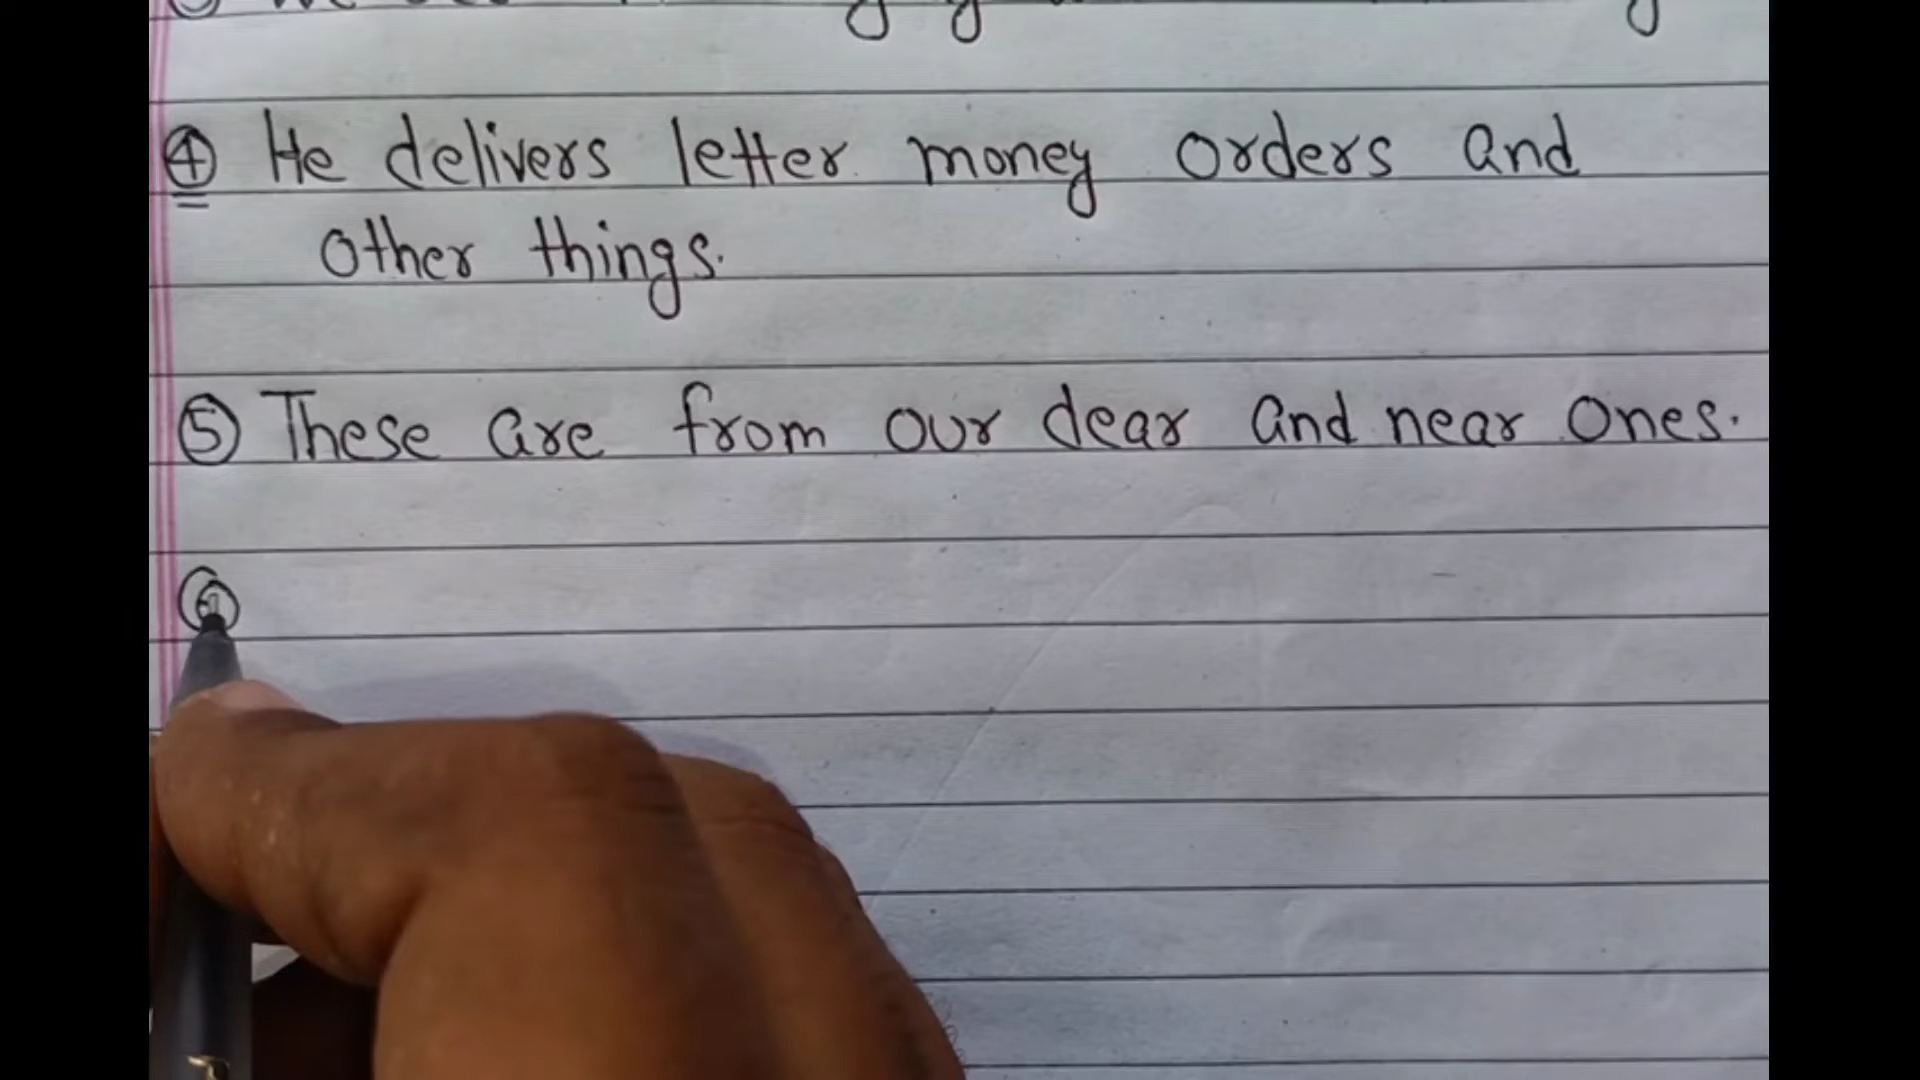 ④ He delivers letter money orders and
other things.
⑤ These are from our dear and near ones.
⑥